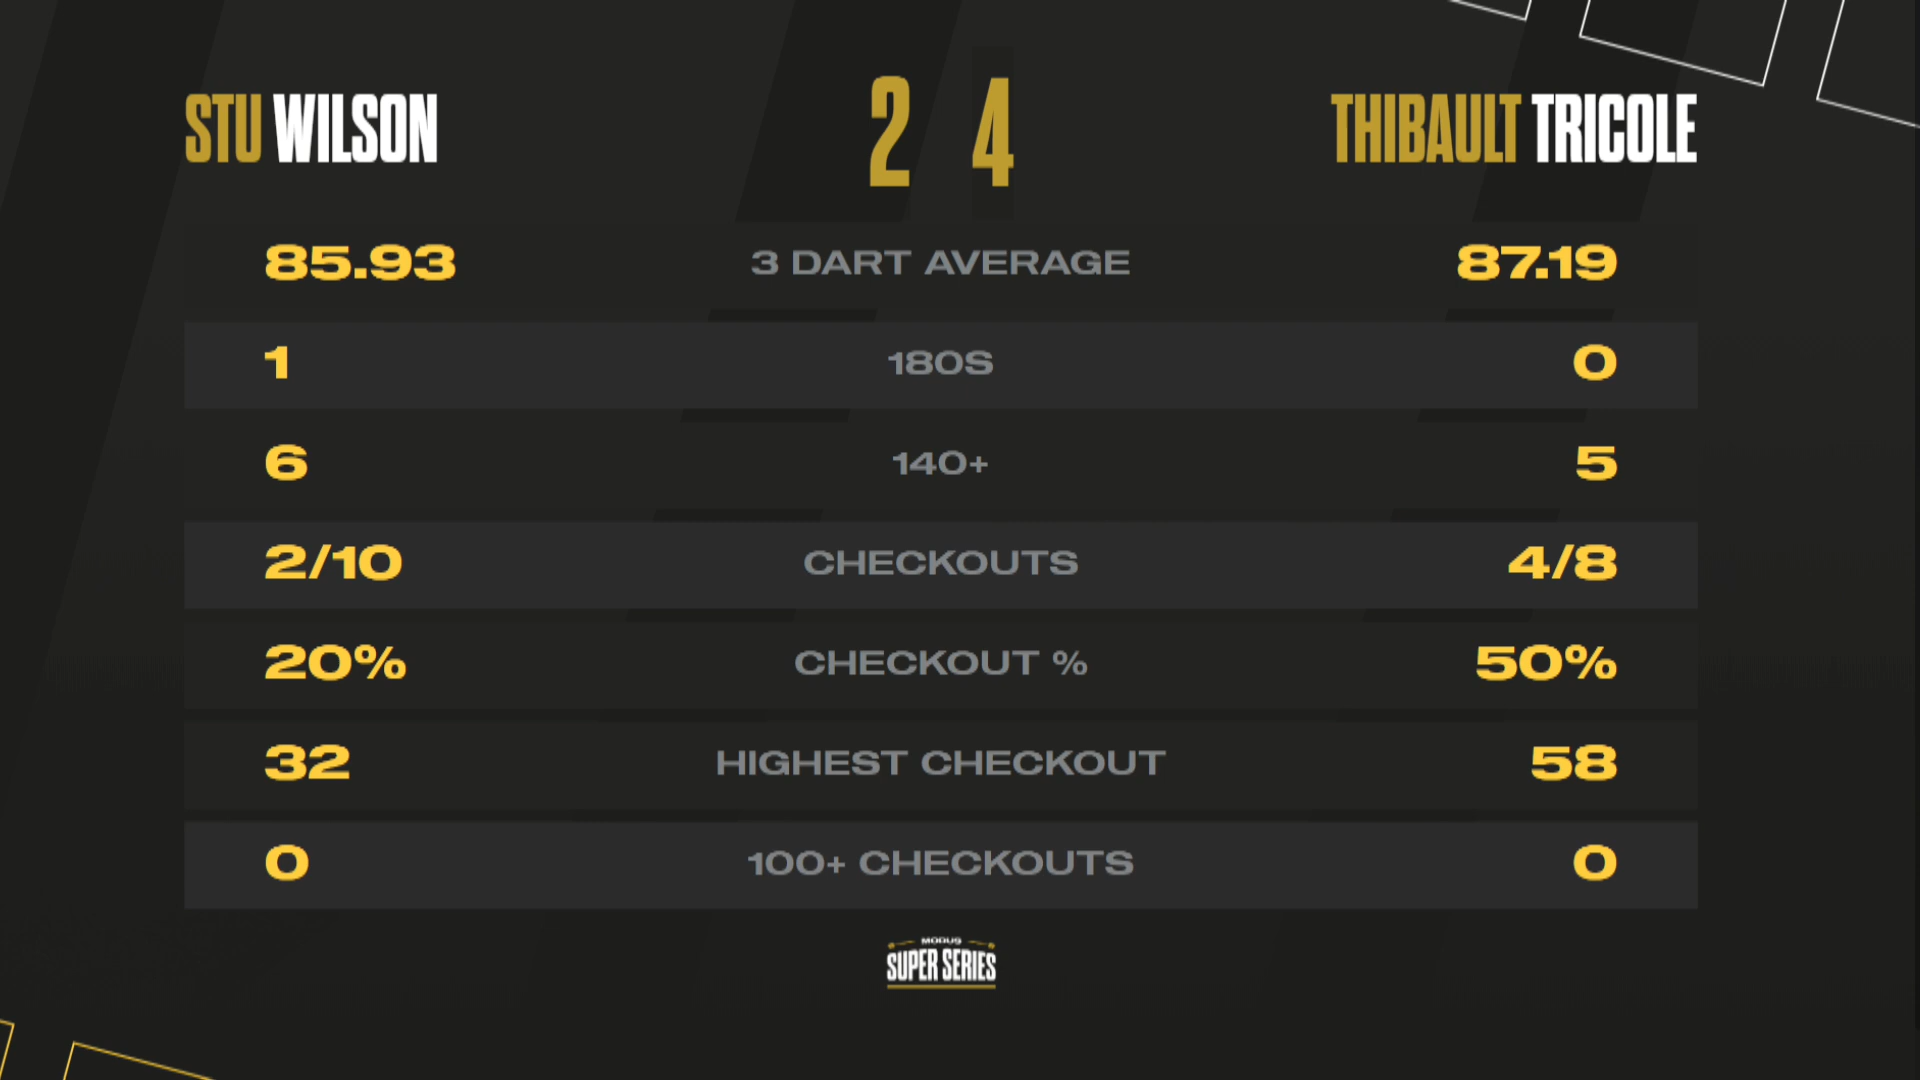 STU WILSON 2 4 THIBAULT TRICOLE
85.93 3 DART AVERAGE 87.19
1 180S 0
6 140+ 5
2/10 CHECKOUTS 4/8
20% CHECKOUT % 50%
32 HIGHEST CHECKOUT 58
0 100+ CHECKOUTS 0
MODUS
SUPER SERIES